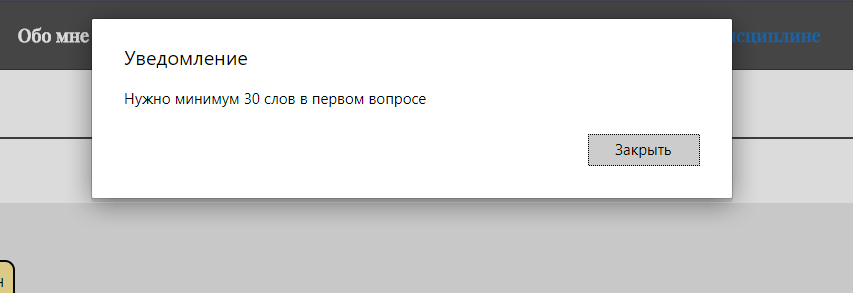 Обо мне
Уведомление
Нужно минимум 30 слов в первом вопросе
Закрыть